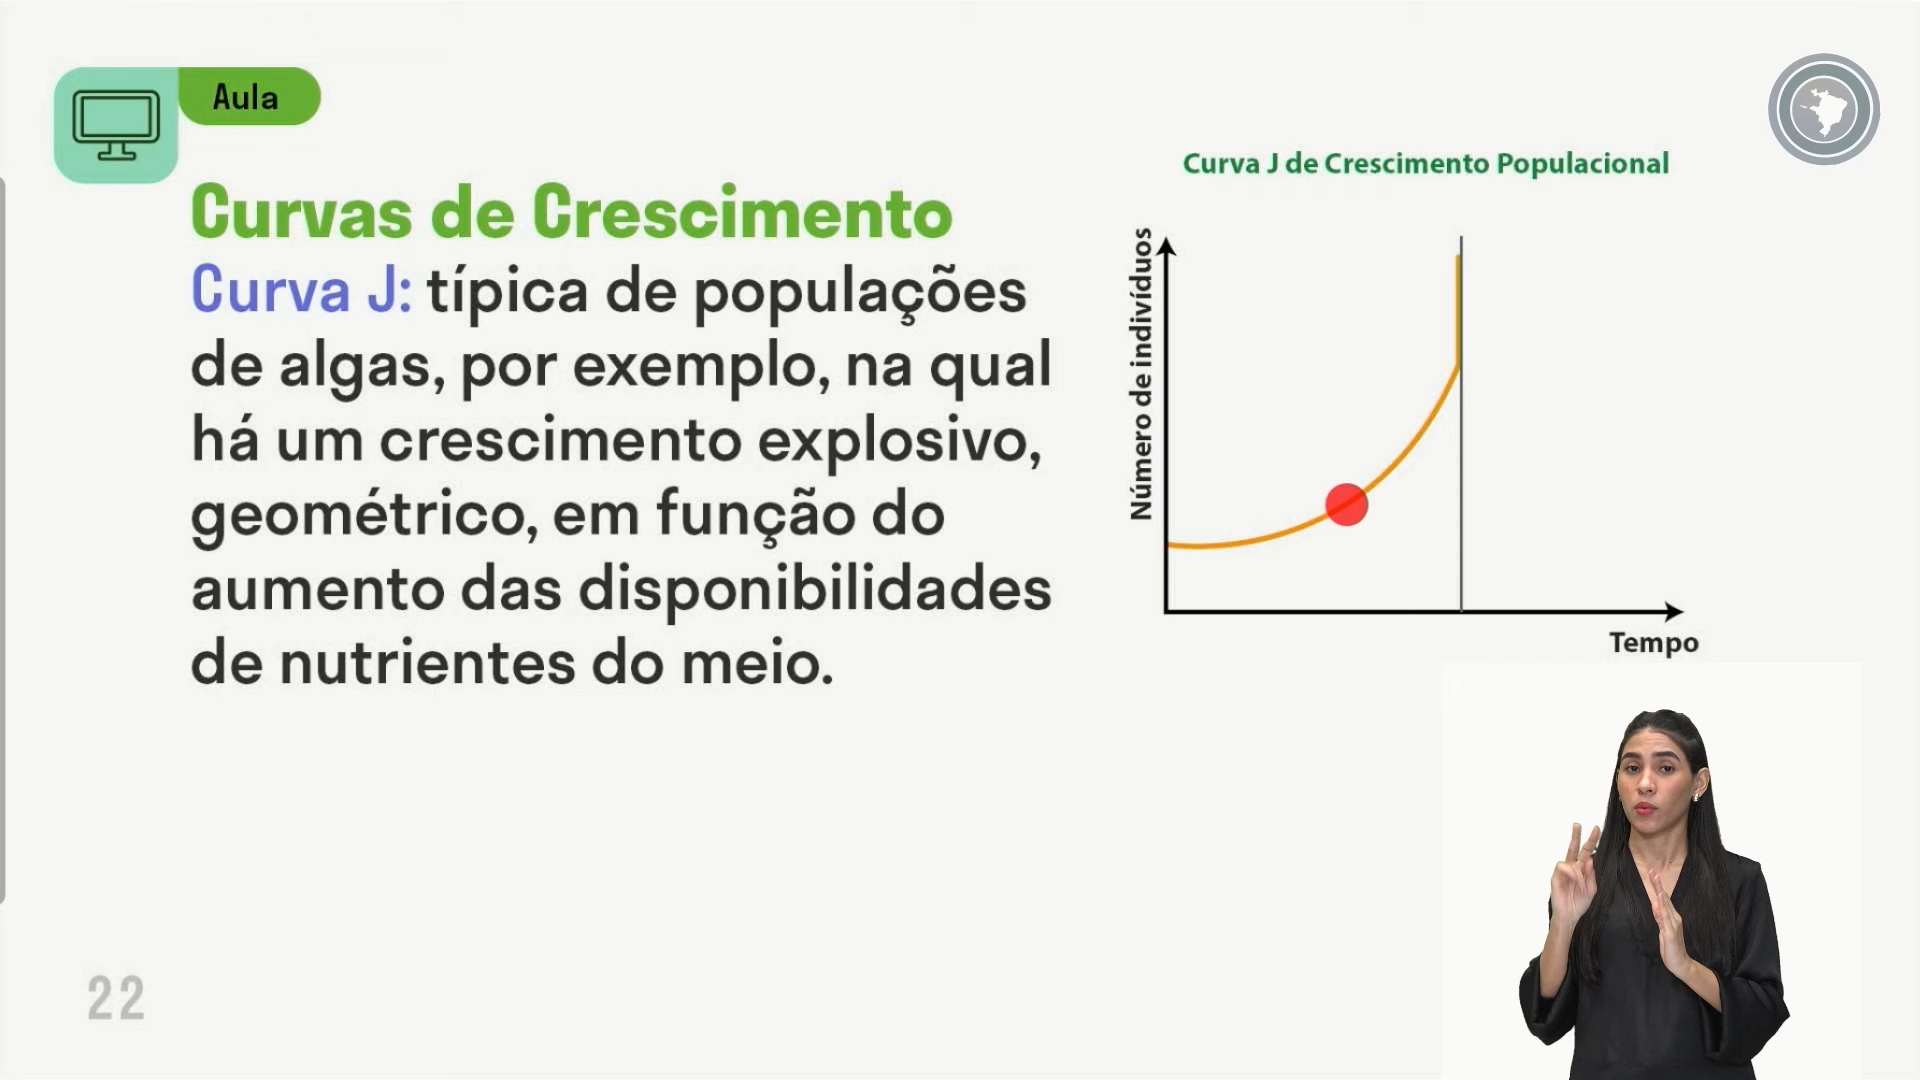 Aula
Curvas de Crescimento
Curva J: típica de populações
de algas, por exemplo, na qual
há um crescimento explosivo,
geométrico, em função do
aumento das disponibilidades
de nutrientes do meio.
Curva J de Crescimento Populacional
Número de indivíduos
Tempo
22